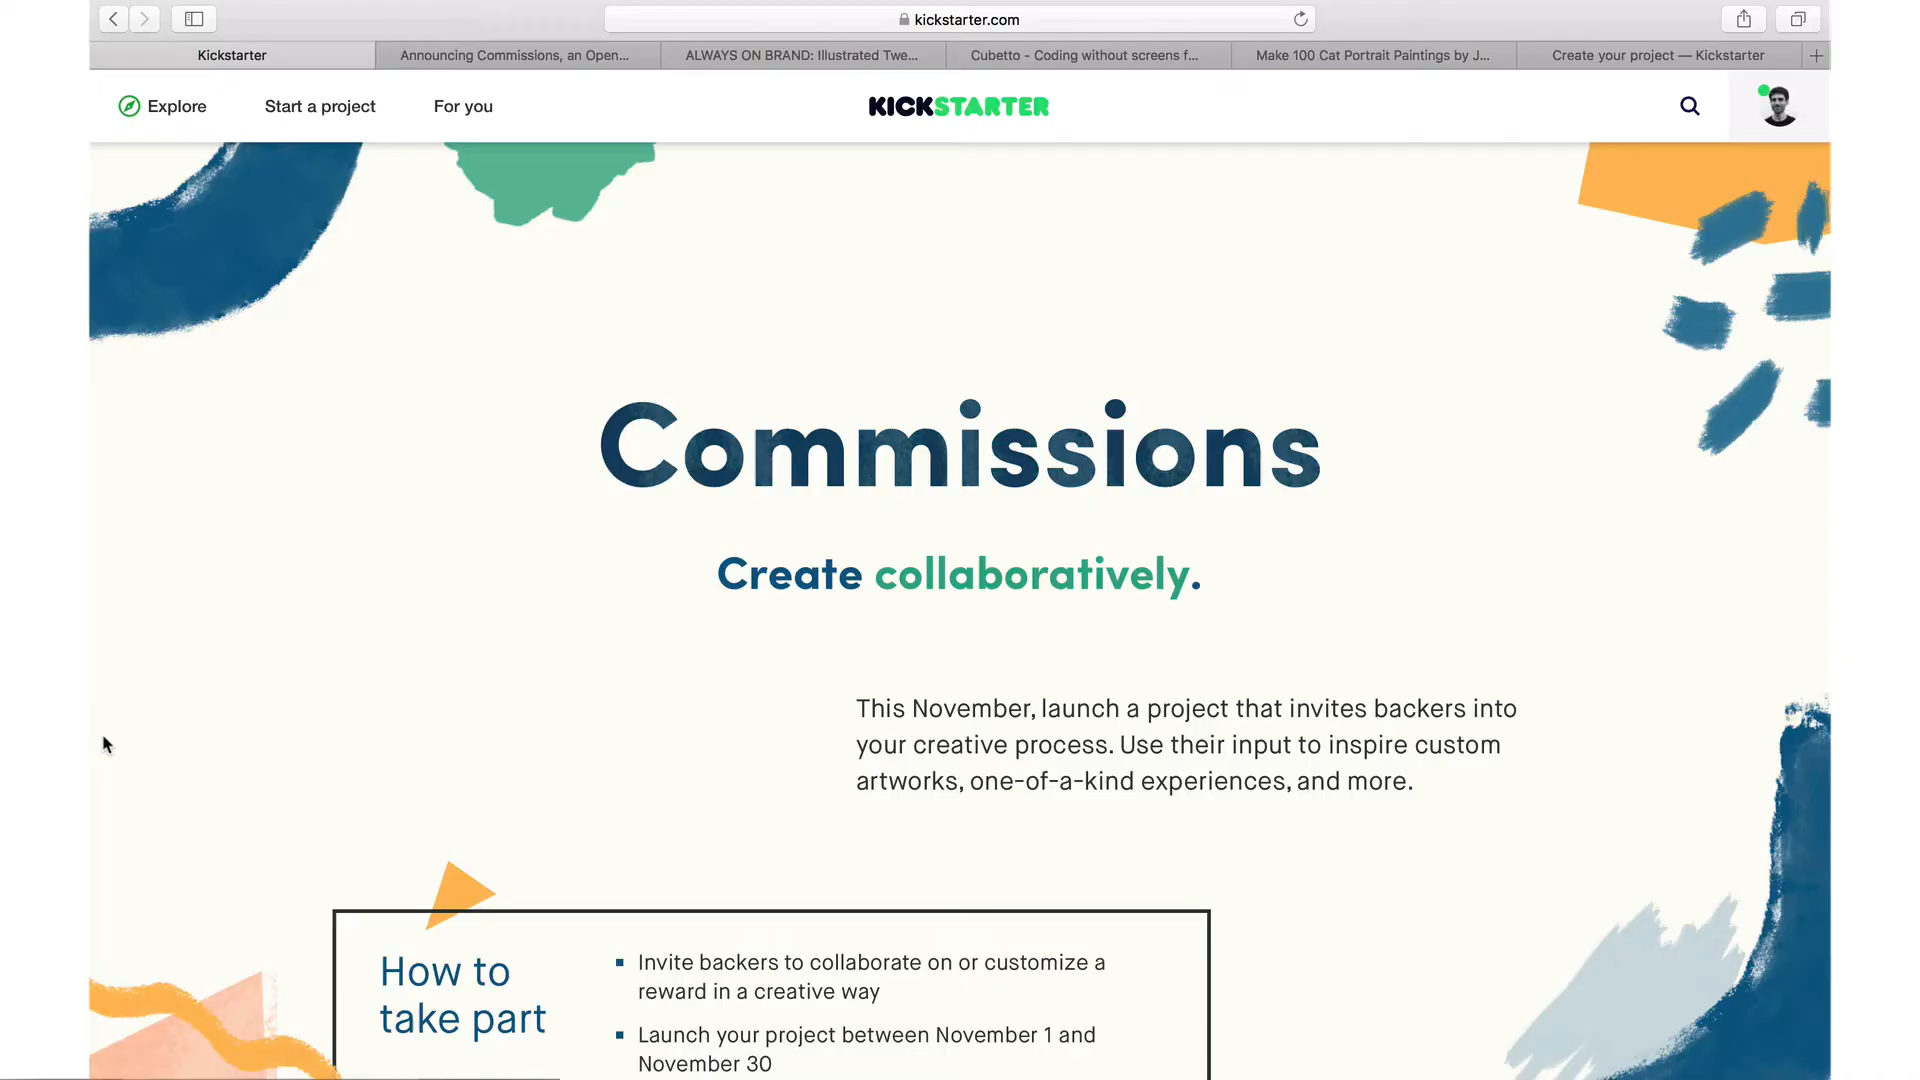 kickstarter.com
Kickstarter
Announcing Commissions, an Open...
ALWAYS ON BRAND: Illustrated Twe...
Cubetto - Coding without screens f...
Make 100 Cat Portrait Paintings by J...
Create your project — Kickstarter
Explore
Start a project
For you
KICKSTARTER
Commissions
Create collaboratively.
This November, launch a project that invites backers into
your creative process. Use their input to inspire custom
artworks, one-of-a-kind experiences, and more.
How to
take part
Invite backers to collaborate on or customize a
reward in a creative way
Launch your project between November 1 and
November 30